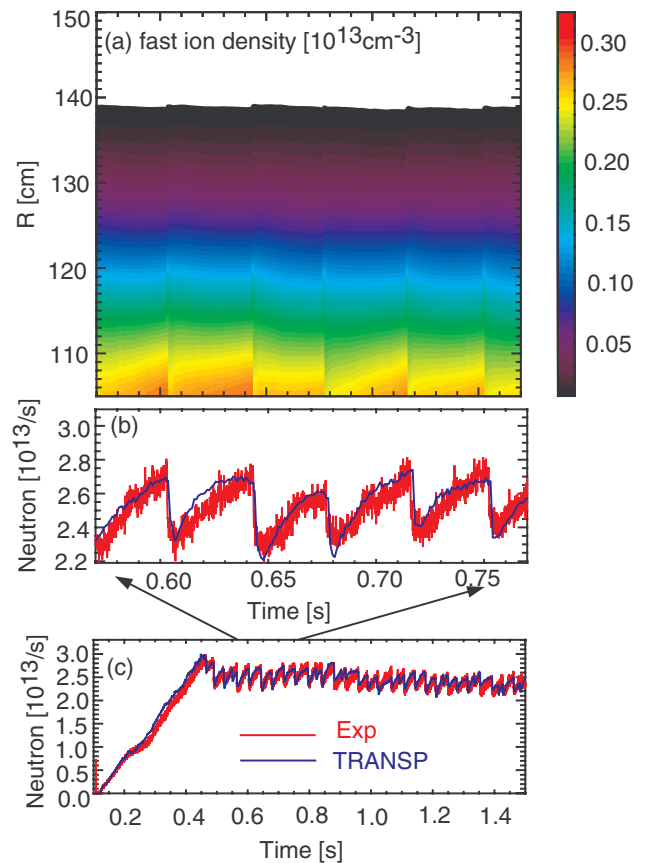 150
(a) fast ion density [10^13cm^-3]
0.30
140
0.25
R [cm]
130
0.20
0.15
120
0.10
110
0.05
(b)
Neutron [10^13/s]
3.0
2.8
2.6
2.4
2.2
0.60 0.65 0.70 0.75
Time [s]
(c)
Neutron [10^13/s]
3.0
2.5
2.0
1.5
1.0
0.5
0.0
Exp
TRANSP
0.2 0.4 0.6 0.8 1.0 1.2 1.4
Time [s]